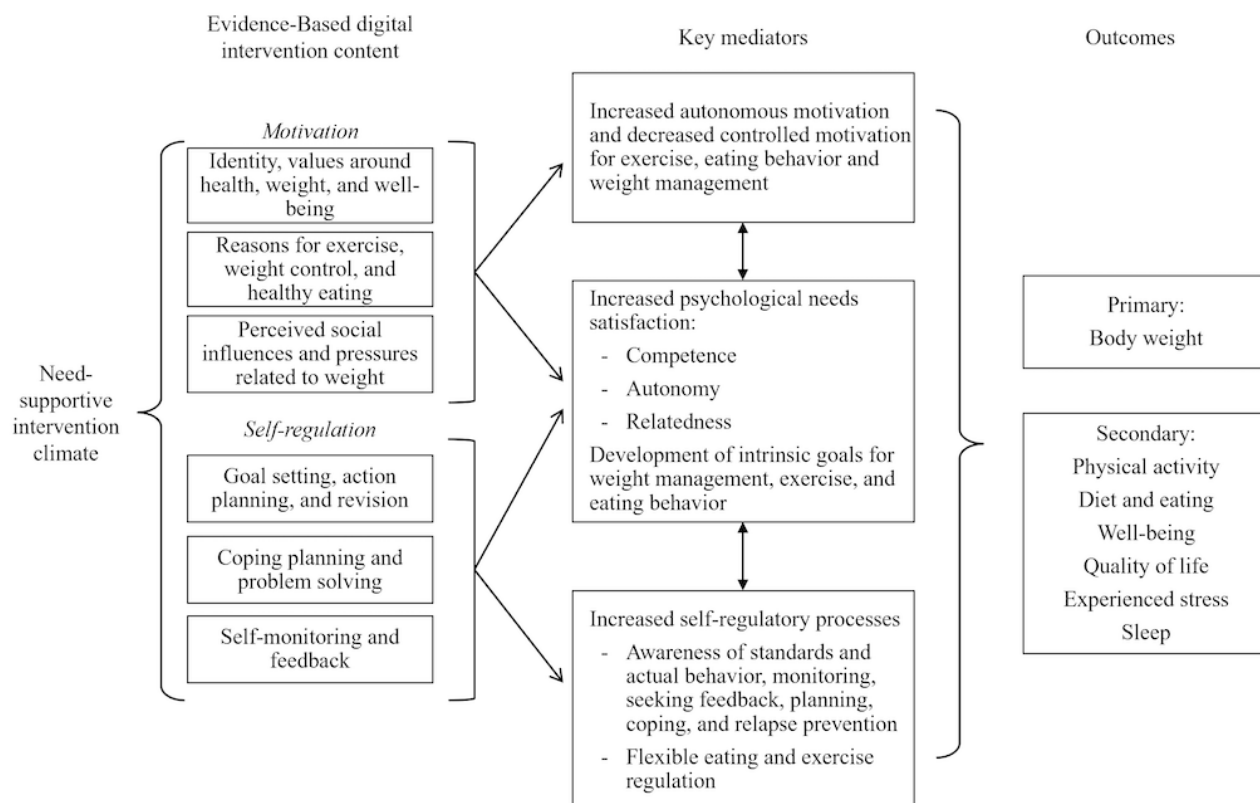 Evidence-Based digital
intervention content
Key mediators
Outcomes
Need-
supportive
intervention
climate
Motivation
Identity, values around
health, weight, and well-
being
Reasons for exercise,
weight control, and
healthy eating
Perceived social
influences and pressures
related to weight
Self-regulation
Goal setting, action
planning, and revision
Coping planning and
problem solving
Self-monitoring and
feedback
Increased autonomous motivation
and decreased controlled motivation
for exercise, eating behavior and
weight management
Increased psychological needs
satisfaction:
- Competence
- Autonomy
- Relatedness
Development of intrinsic goals for
weight management, exercise, and
eating behavior
Increased self-regulatory processes
- Awareness of standards and
actual behavior, monitoring,
seeking feedback, planning,
coping, and relapse prevention
- Flexible eating and exercise
regulation
Primary:
Body weight
Secondary:
Physical activity
Diet and eating
Well-being
Quality of life
Experienced stress
Sleep